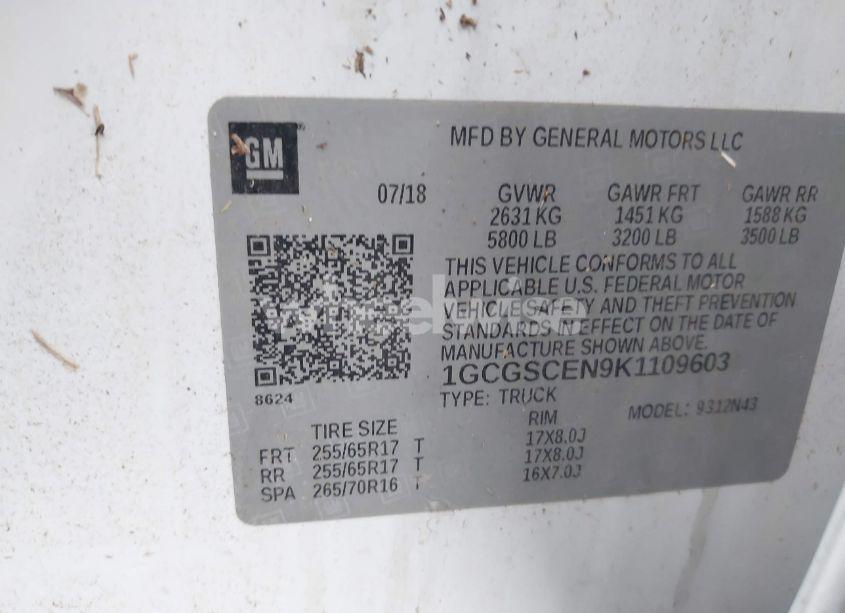 GM
MFD BY GENERAL MOTORS LLC
07/18 GVWR GAWR FRT GAWR RR
2631 KG 1451 KG 1588 KG
5800 LB 3200 LB 3500 LB
THIS VEHICLE CONFORMS TO ALL
APPLICABLE U.S. FEDERAL MOTOR
VEHICLE SAFETY AND THEFT PREVENTION
STANDARDS IN EFFECT ON THE DATE OF
MANUFACTURE SHOWN ABOVE.
1GCGSCEN9K1109603
8624
TYPE: TRUCK MODEL: 9312N43
TIRE SIZE RIM
FRT 255/65R17 T 17X8.0J
RR 255/65R17 T 17X8.0J
SPA 265/70R16 T 16X7.0J